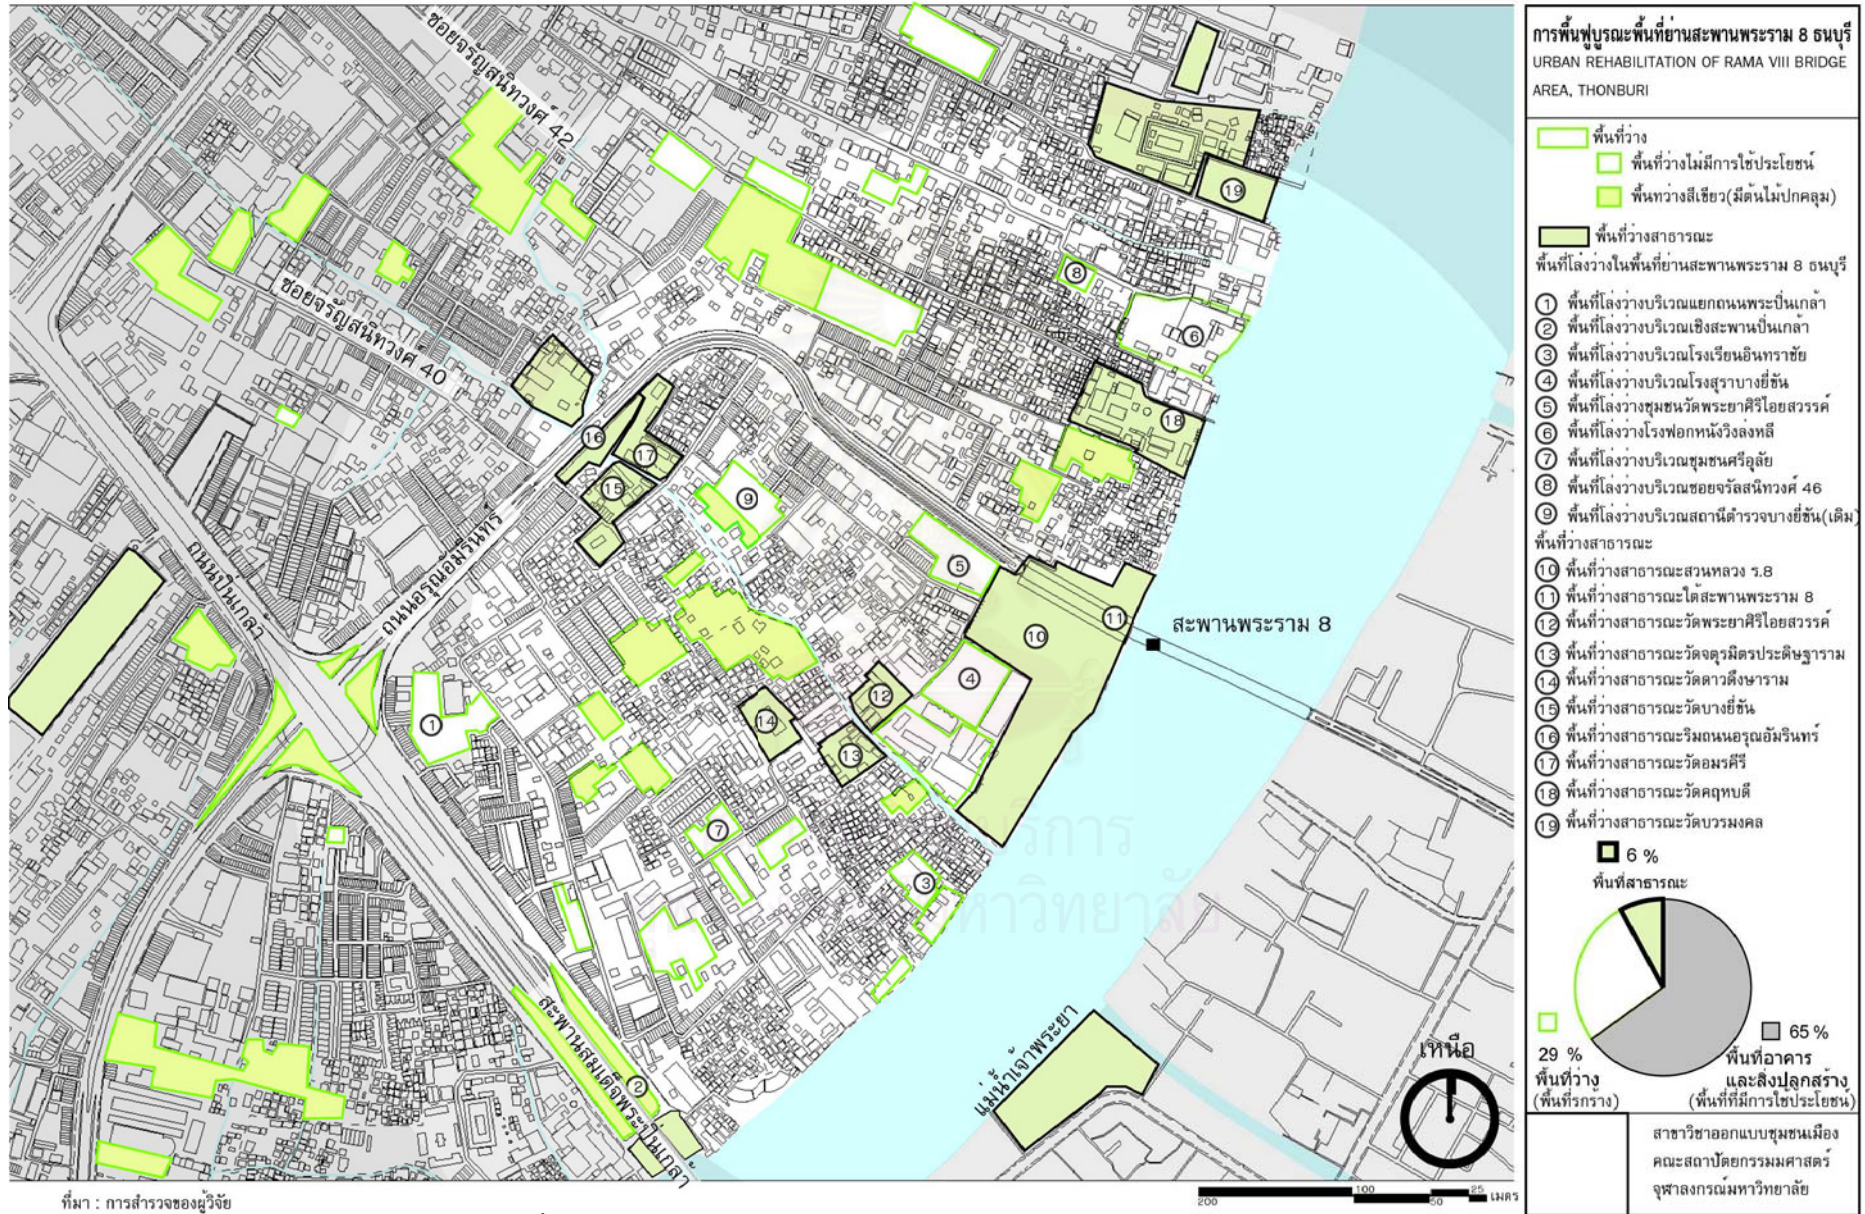 การพื้นฟูบูรณะพื้นที่ย่านสะพานพระราม 8 ธนบุรี
URBAN REHABILITATION OF RAMA VIII BRIDGE
AREA, THONBURI
พื้นที่ว่าง
พื้นที่ว่างไม่มีการใช้ประโยชน์
พื้นทว่างสีเขียว(มีต้นไม้ปกคลุม)
พื้นที่ว่างสาธารณะ
พื้นที่โล่งว่างในพื้นที่ย่านสะพานพระราม 8 ธนบุรี
1 พื้นที่โล่งว่างบริเวณแยกถนนพระปิ่นเกล้า
2 พื้นที่โล่งว่างบริเวณเชิงสะพานปิ่นเกล้า
3 พื้นที่โล่งว่างบริเวณโรงเรียนอินทราชัย
4 พื้นที่โล่งว่างบริเวณโรงสุราบางยี่ขัน
5 พื้นที่โล่งว่างชุมชนวัดพระยาศิริไอยสวรรค์
6 พื้นที่โล่งว่างโรงฟอกหนังวิงล่งหลี
7 พื้นที่โล่งว่างบริเวณชุมชนศรีอุลัย
8 พื้นที่โล่งว่างบริเวณซอยจรัลสนิทวงศ์ 46
9 พื้นที่โล่งว่างบริเวณสถานีตำรวจบางยี่ขัน(เดิม)
พื้นที่ว่างสาธารณะ
10 พื้นที่ว่างสาธารณะสวนหลวง ร.8
11 พื้นที่ว่างสาธารณะใต้สะพานพระราม 8
12 พื้นที่ว่างสาธารณะวัดพระยาศิริไอยสวรรค์
13 พื้นที่ว่างสาธารณะวัดจตุรมิตรประดิษฐาราม
14 พื้นที่ว่างสาธารณะวัดดาวดึงษาราม
15 พื้นที่ว่างสาธารณะวัดบางยี่ขัน
16 พื้นที่ว่างสาธารณะริมถนนอรุณอัมรินทร์
17 พื้นที่ว่างสาธารณะวัดอมรคีรี
18 พื้นที่ว่างสาธารณะวัดคฤหบดี
19 พื้นที่ว่างสาธารณะวัดบวรมงคล
6 %
พื้นที่สาธารณะ
65 %
พื้นที่อาคาร
และสิ่งปลูกสร้าง
(พื้นที่ที่มีการใช้ประโยชน์)
29 %
พื้นที่ว่าง
(พื้นที่รกร้าง)
สาขาวิชาออกแบบชุมชนเมือง
คณะสถาปัตยกรรมมศาสตร์
จุฬาลงกรณ์มหาวิทยาลัย
ซอยจรัญสนิทวงศ์ 42
ซอยจรัญสนิทวงศ์ 40
ถนนปิ่นเกล้า
ถนนอรุณอัมรินทร์
สะพานพระราม 8
สะพานสมเด็จพระปิ่นเกล้า
แม่น้ำเจ้าพระยา
เหนือ
19
8
6
18
16
17
15
9
5
11
10
4
12
14
13
1
7
3
2
200 100 50 25 เมตร
ที่มา : การสำรวจของผู้วิจัย